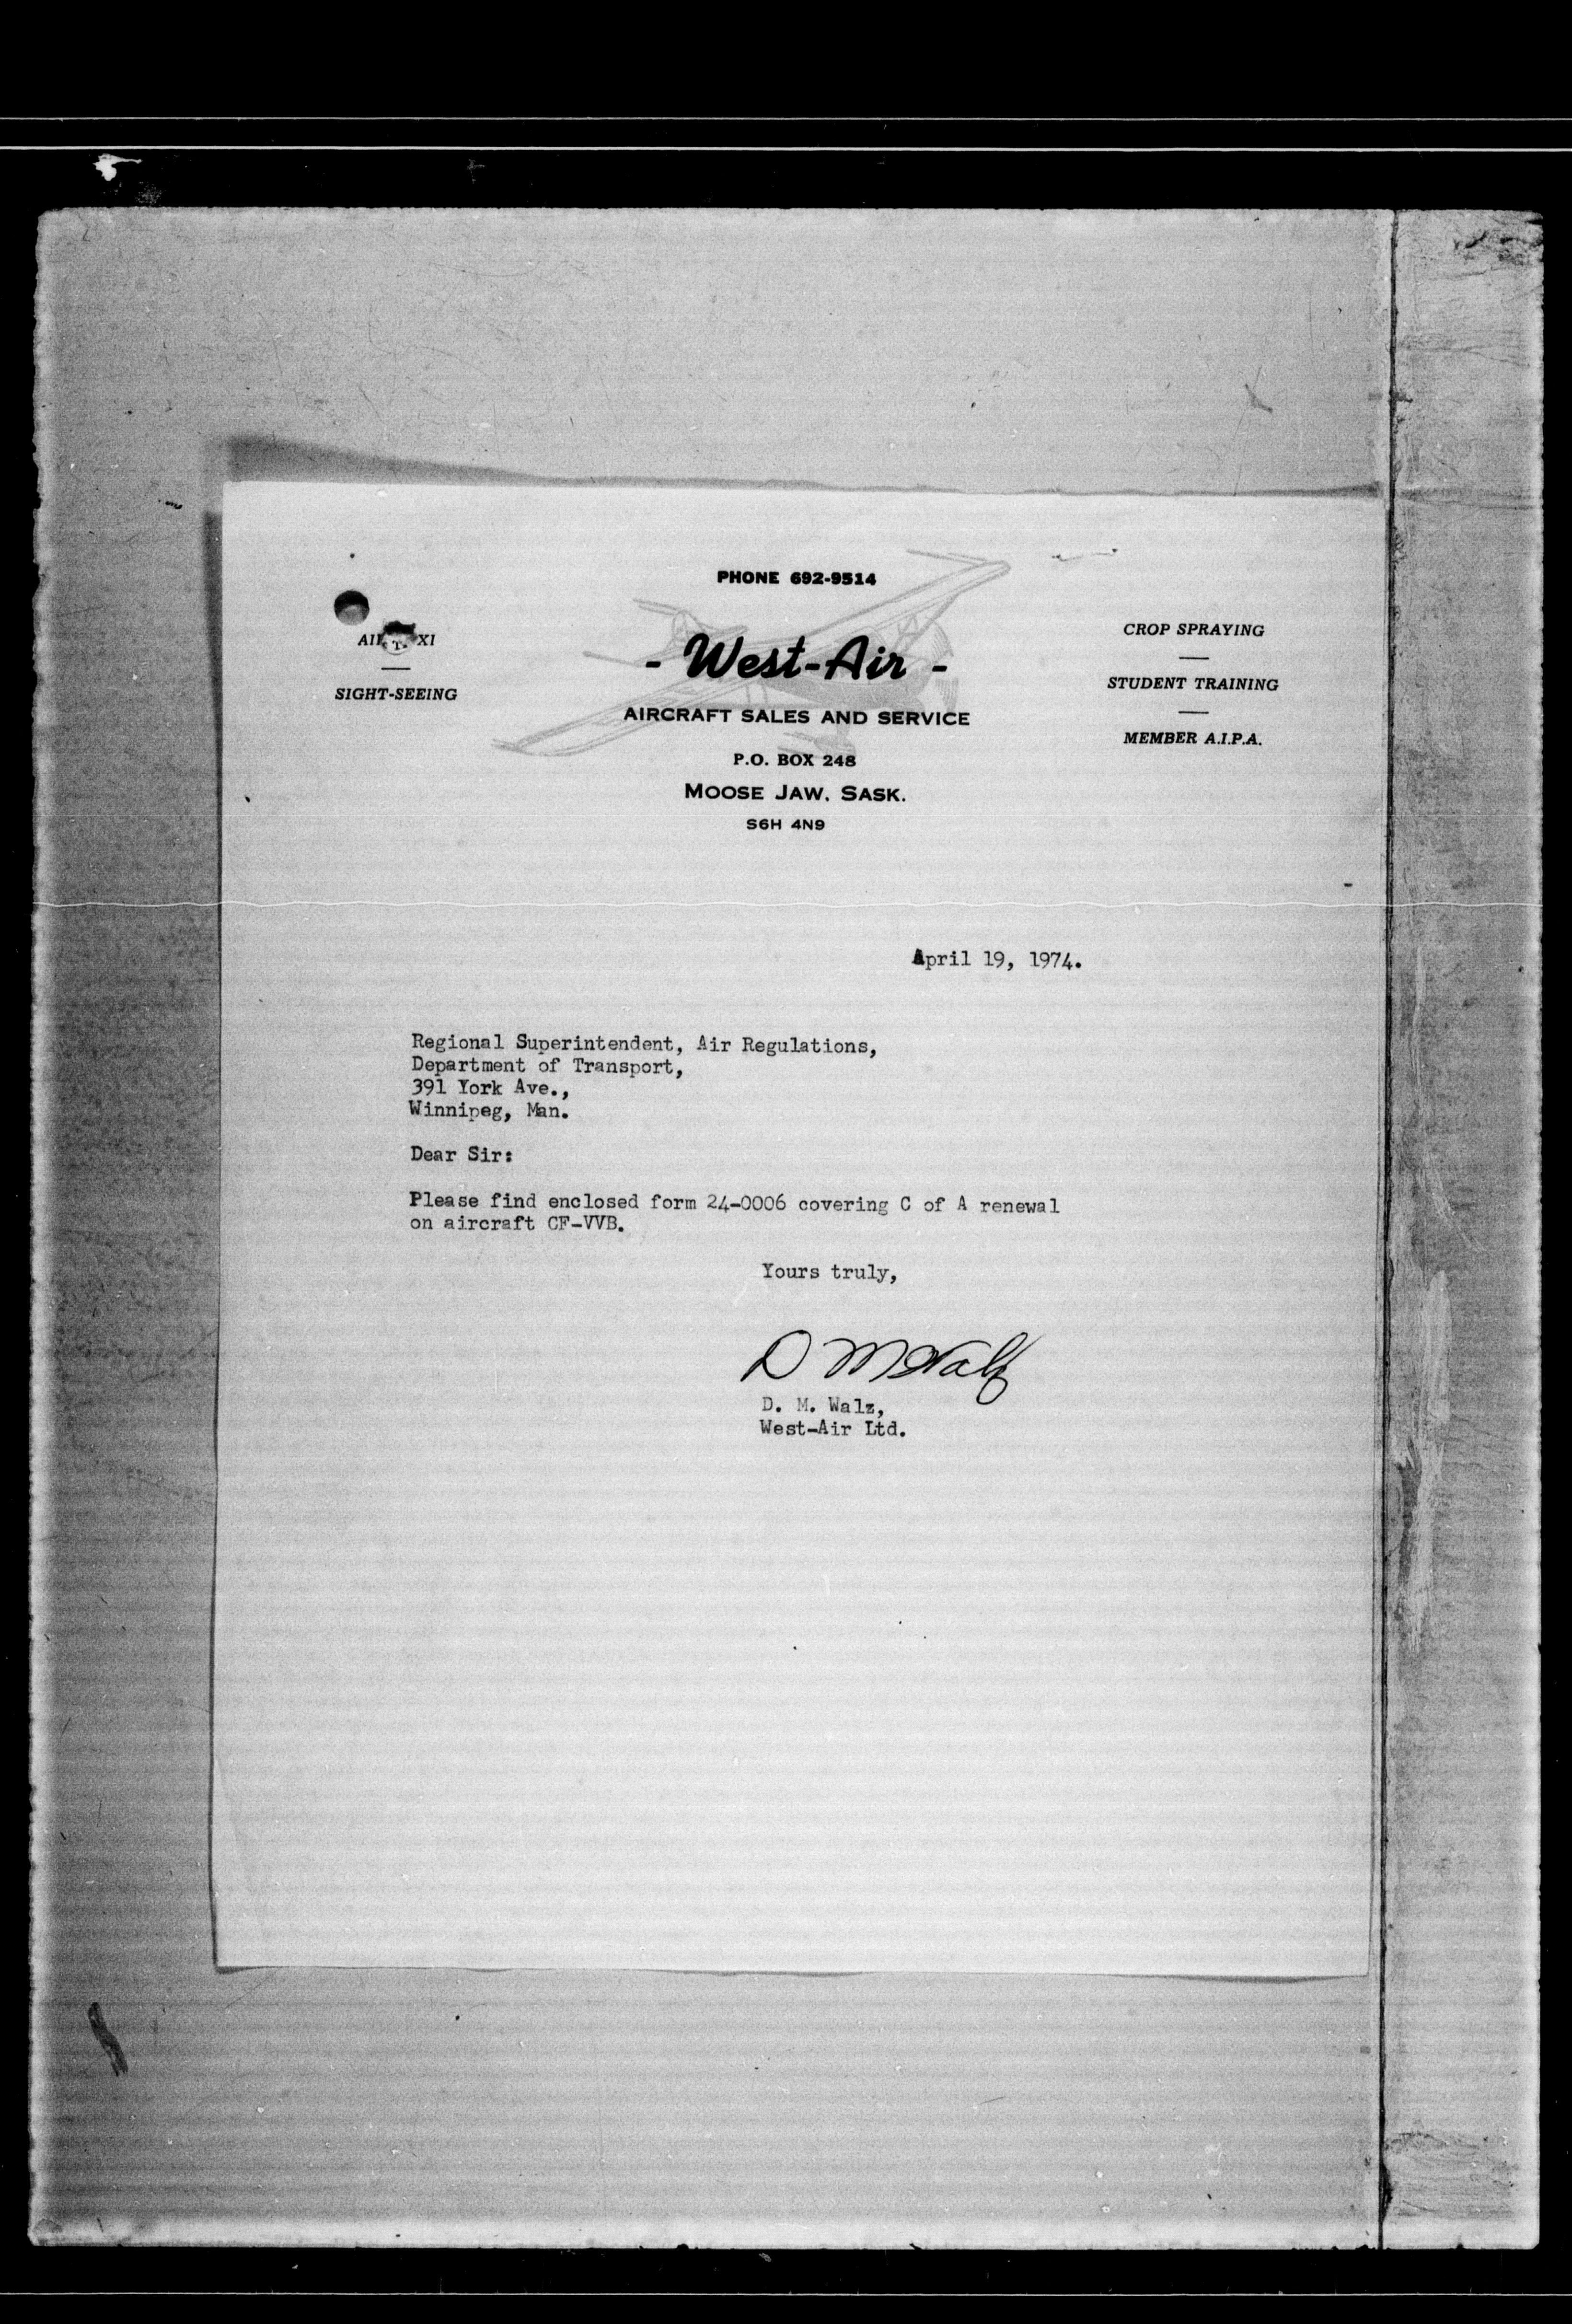 PHONE 692-9514
SIGHT-SEEING
- West-Air -
AIRCRAFT SALES AND SERVICE
P.O. BOX 248
MOOSE JAW, SASK.
S6H 4N9
CROP SPRAYING
STUDENT TRAINING
MEMBER A.I.P.A.
April 19, 1974.
Regional Superintendent, Air Regulations,
Department of Transport,
391 York Ave.,
Winnipeg, Man.
Dear Sir:
Please find enclosed form 24-0006 covering C of A renewal
on aircraft CF-VVB.
Yours truly,
D M Walz
D. M. Walz,
West-Air Ltd.